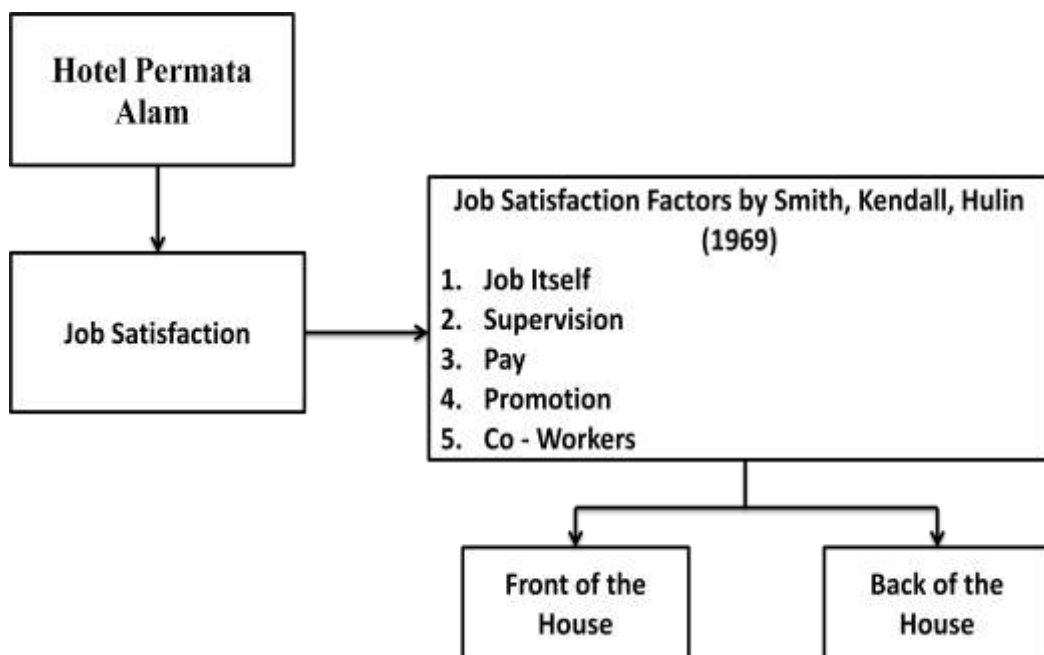 Hotel Permata
Alam
Job Satisfaction
Job Satisfaction Factors by Smith, Kendall, Hulin
(1969)
1. Job Itself
2. Supervision
3. Pay
4. Promotion
5. Co - Workers
Front of the
House
Back of the
House